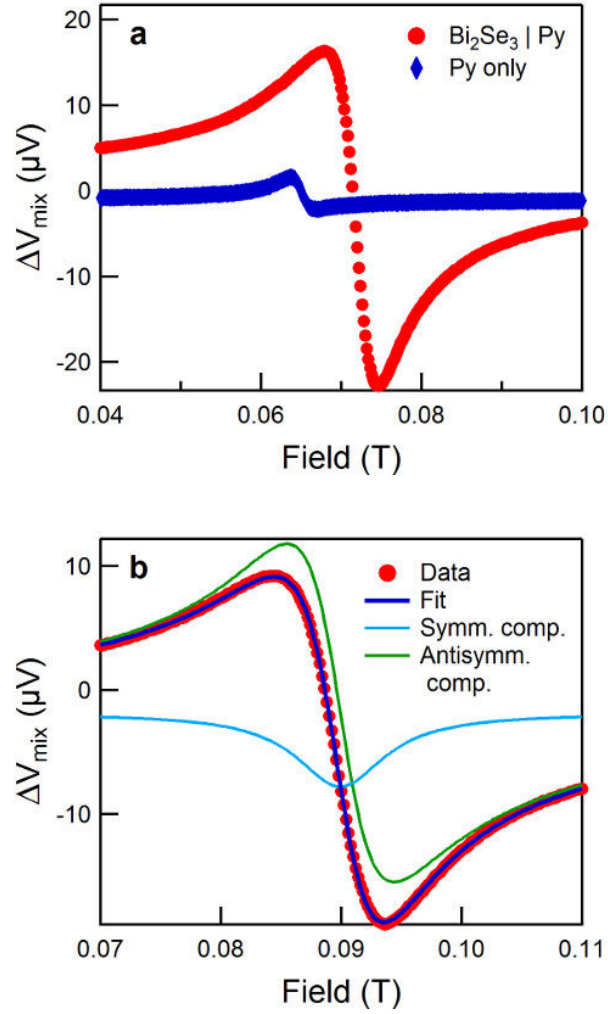 a
Bi₂Se₃ | Py
Py only
20
10
0
-10
-20
ΔVmix (µV)
0.04
0.06
0.08
0.10
Field (T)
b
Data
Fit
Symm. comp.
Antisymm.
comp.
10
0
-10
ΔVmix (µV)
0.07
0.08
0.09
0.10
0.11
Field (T)